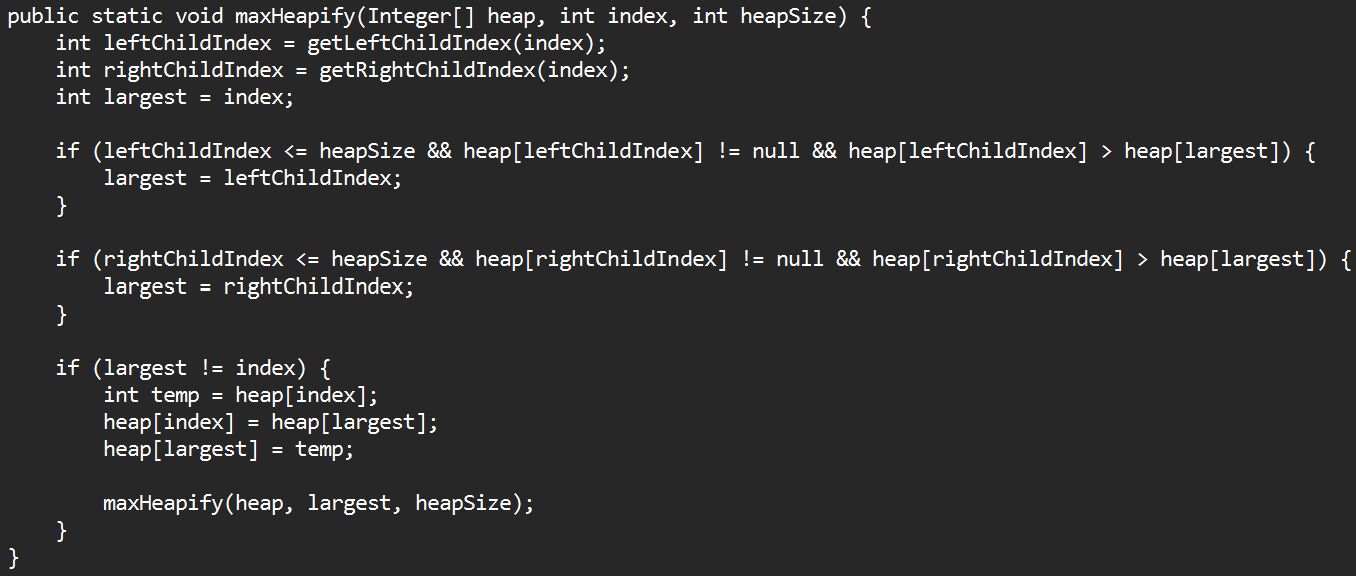 public static void maxHeapify(Integer[] heap, int index, int heapSize) {
    int leftChildIndex = getLeftChildIndex(index);
    int rightChildIndex = getRightChildIndex(index);
    int largest = index;

    if (leftChildIndex <= heapSize && heap[leftChildIndex] != null && heap[leftChildIndex] > heap[largest]) {
        largest = leftChildIndex;
    }

    if (rightChildIndex <= heapSize && heap[rightChildIndex] != null && heap[rightChildIndex] > heap[largest]) {
        largest = rightChildIndex;
    }

    if (largest != index) {
        int temp = heap[index];
        heap[index] = heap[largest];
        heap[largest] = temp;

        maxHeapify(heap, largest, heapSize);
    }
}